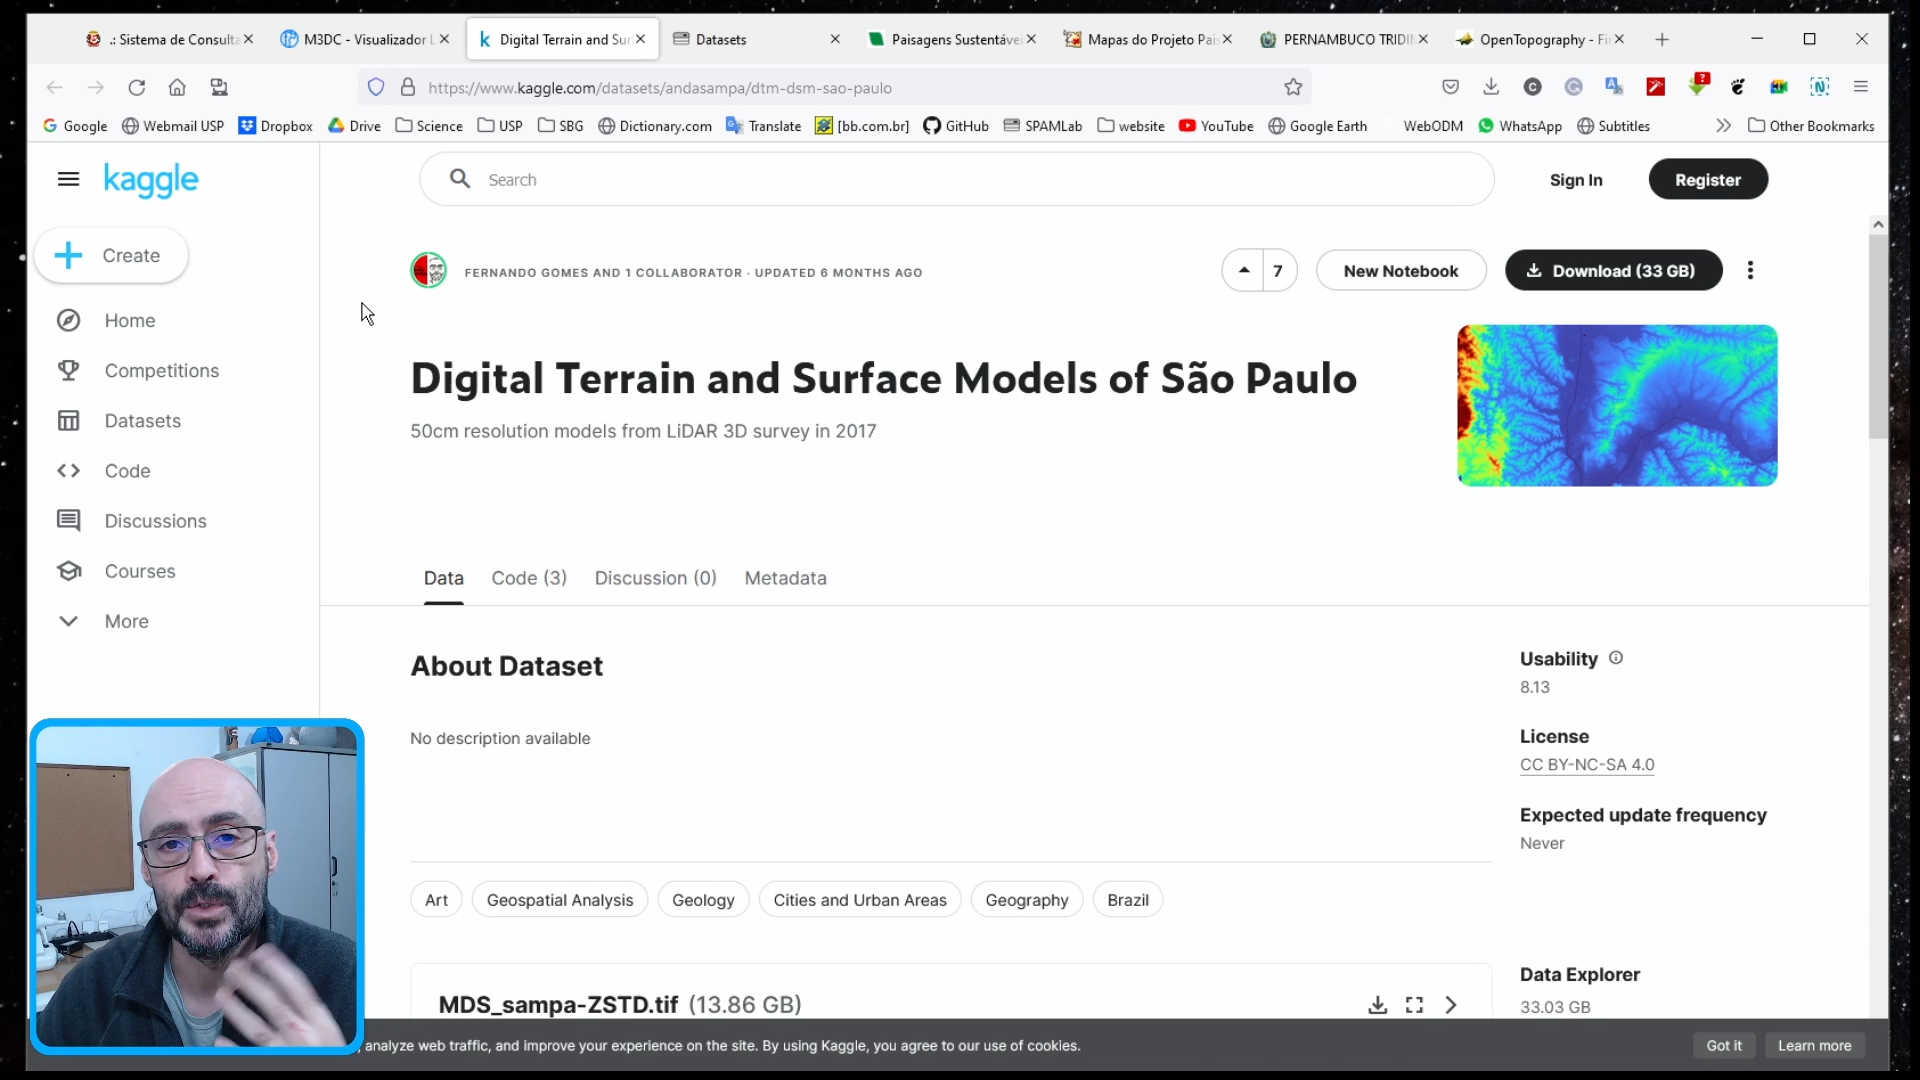 .: Sistema de Consulta
M3DC - Visualizador L
Digital Terrain and Sur
Datasets
Paisagens Sustentáve
Mapas do Projeto Pai
PERNAMBUCO TRIDI
OpenTopography - Fi
https://www.kaggle.com/datasets/andasampa/dtm-dsm-sao-paulo
Google
Webmail USP
Dropbox
Drive
Science
USP
SBG
Dictionary.com
Translate
[bb.com.br]
GitHub
SPAMLab
website
YouTube
Google Earth
WebODM
WhatsApp
Subtitles
Other Bookmarks
kaggle
Search
Sign In
Register
Create
Home
Competitions
Datasets
Code
Discussions
Courses
More
FERNANDO GOMES AND 1 COLLABORATOR · UPDATED 6 MONTHS AGO
7
New Notebook
Download (33 GB)
Digital Terrain and Surface Models of São Paulo
50cm resolution models from LiDAR 3D survey in 2017
Data
Code (3)
Discussion (0)
Metadata
About Dataset
No description available
Usability
8.13
License
CC BY-NC-SA 4.0
Expected update frequency
Never
Art
Geospatial Analysis
Geology
Cities and Urban Areas
Geography
Brazil
MDS_sampa-ZSTD.tif (13.86 GB)
Data Explorer
33.03 GB
analyze web traffic, and improve your experience on the site. By using Kaggle, you agree to our use of cookies.
Got it
Learn more